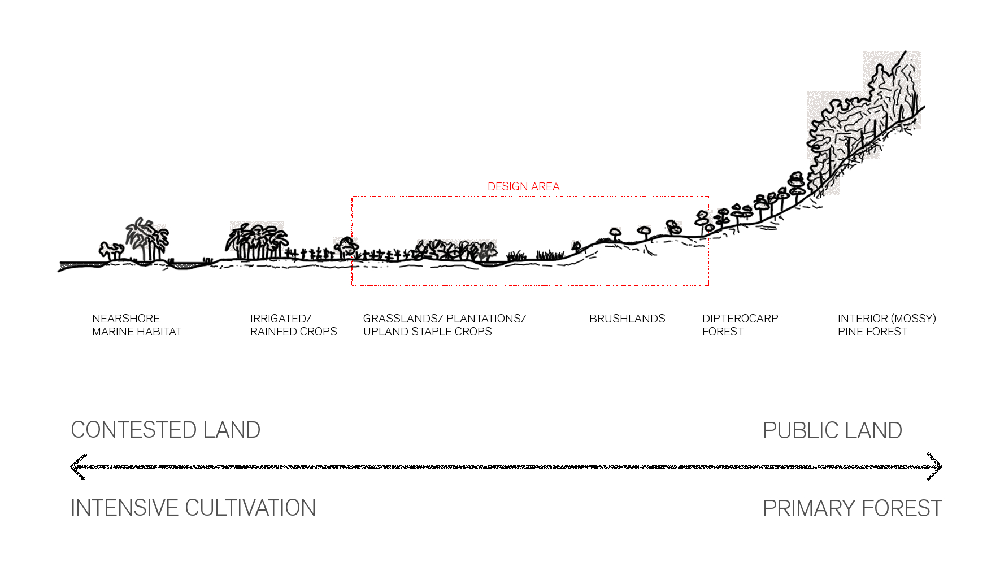 DESIGN AREA
NEARSHORE
MARINE HABITAT
IRRIGATED/
RAINFED CROPS
GRASSLANDS/ PLANTATIONS/
UPLAND STAPLE CROPS
BRUSHLANDS
DIPTEROCARP
FOREST
INTERIOR (MOSSY)
PINE FOREST
CONTESTED LAND
PUBLIC LAND
INTENSIVE CULTIVATION
PRIMARY FOREST